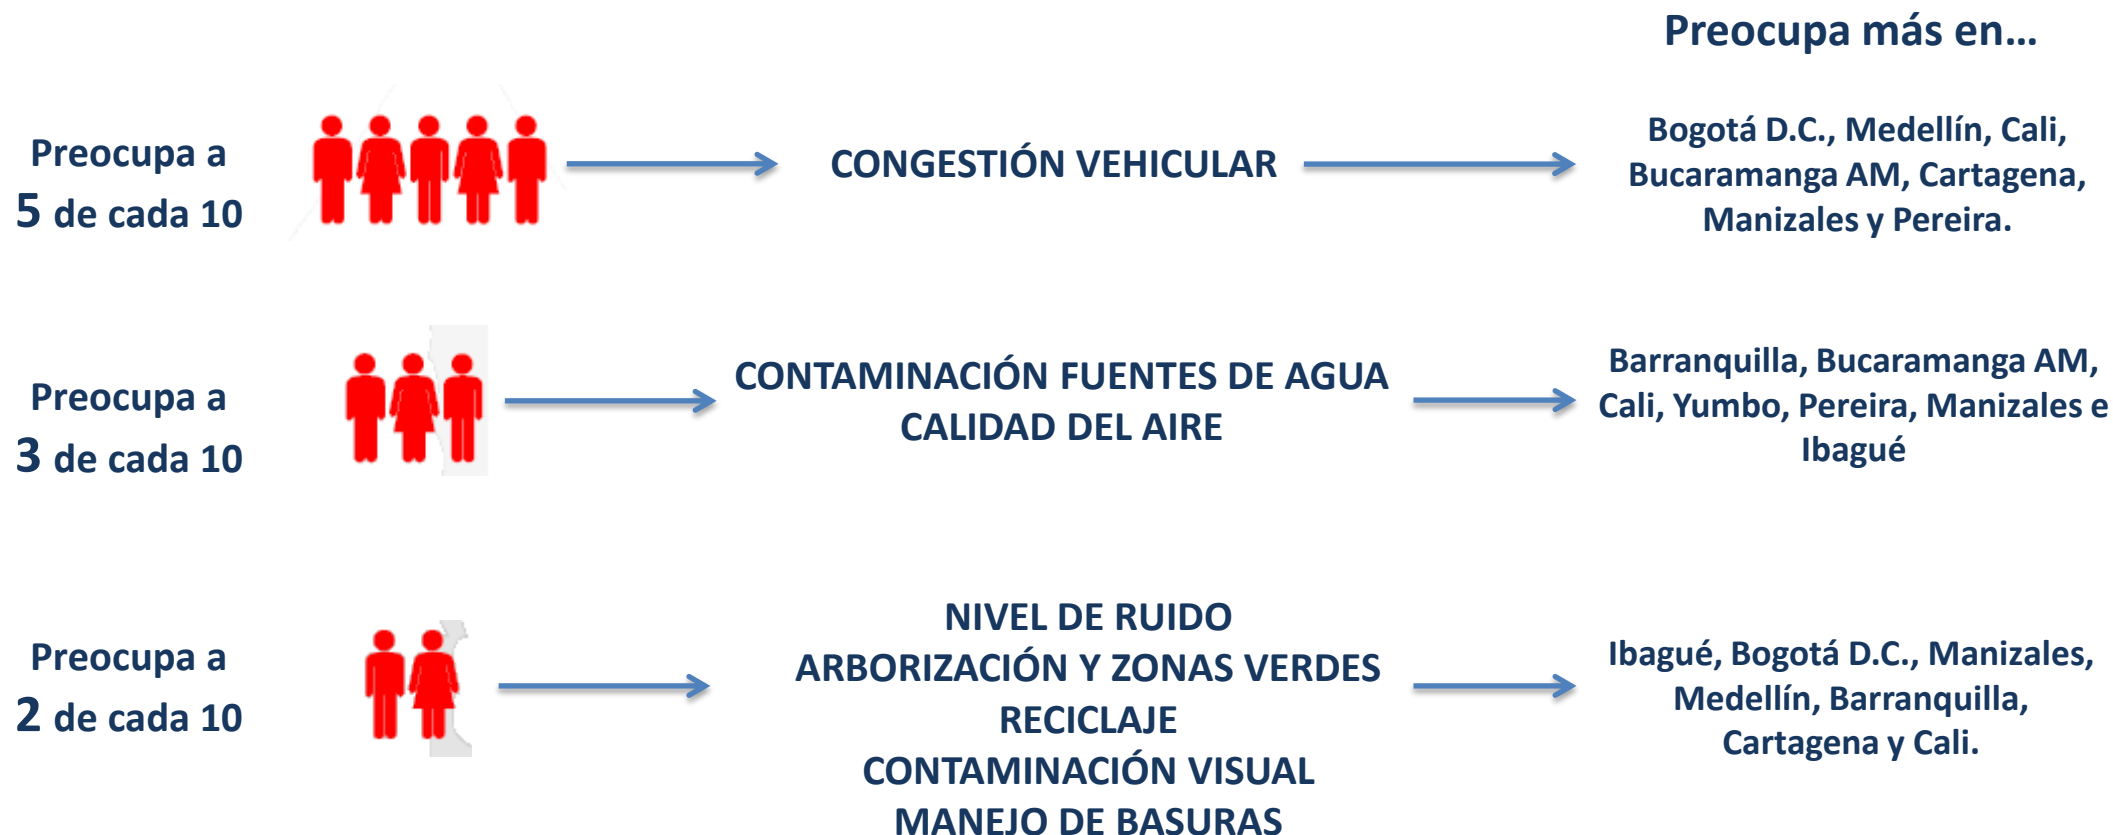 Preocupa más en...
Preocupa a
5 de cada 10
CONGESTIÓN VEHICULAR
Bogotá D.C., Medellín, Cali,
Bucaramanga AM, Cartagena,
Manizales y Pereira.
Preocupa a
3 de cada 10
CONTAMINACIÓN FUENTES DE AGUA
CALIDAD DEL AIRE
Barranquilla, Bucaramanga AM,
Cali, Yumbo, Pereira, Manizales e
Ibagué
Preocupa a
2 de cada 10
NIVEL DE RUIDO
ARBORIZACIÓN Y ZONAS VERDES
RECICLAJE
CONTAMINACIÓN VISUAL
MANEJO DE BASURAS
Ibagué, Bogotá D.C., Manizales,
Medellín, Barranquilla,
Cartagena y Cali.